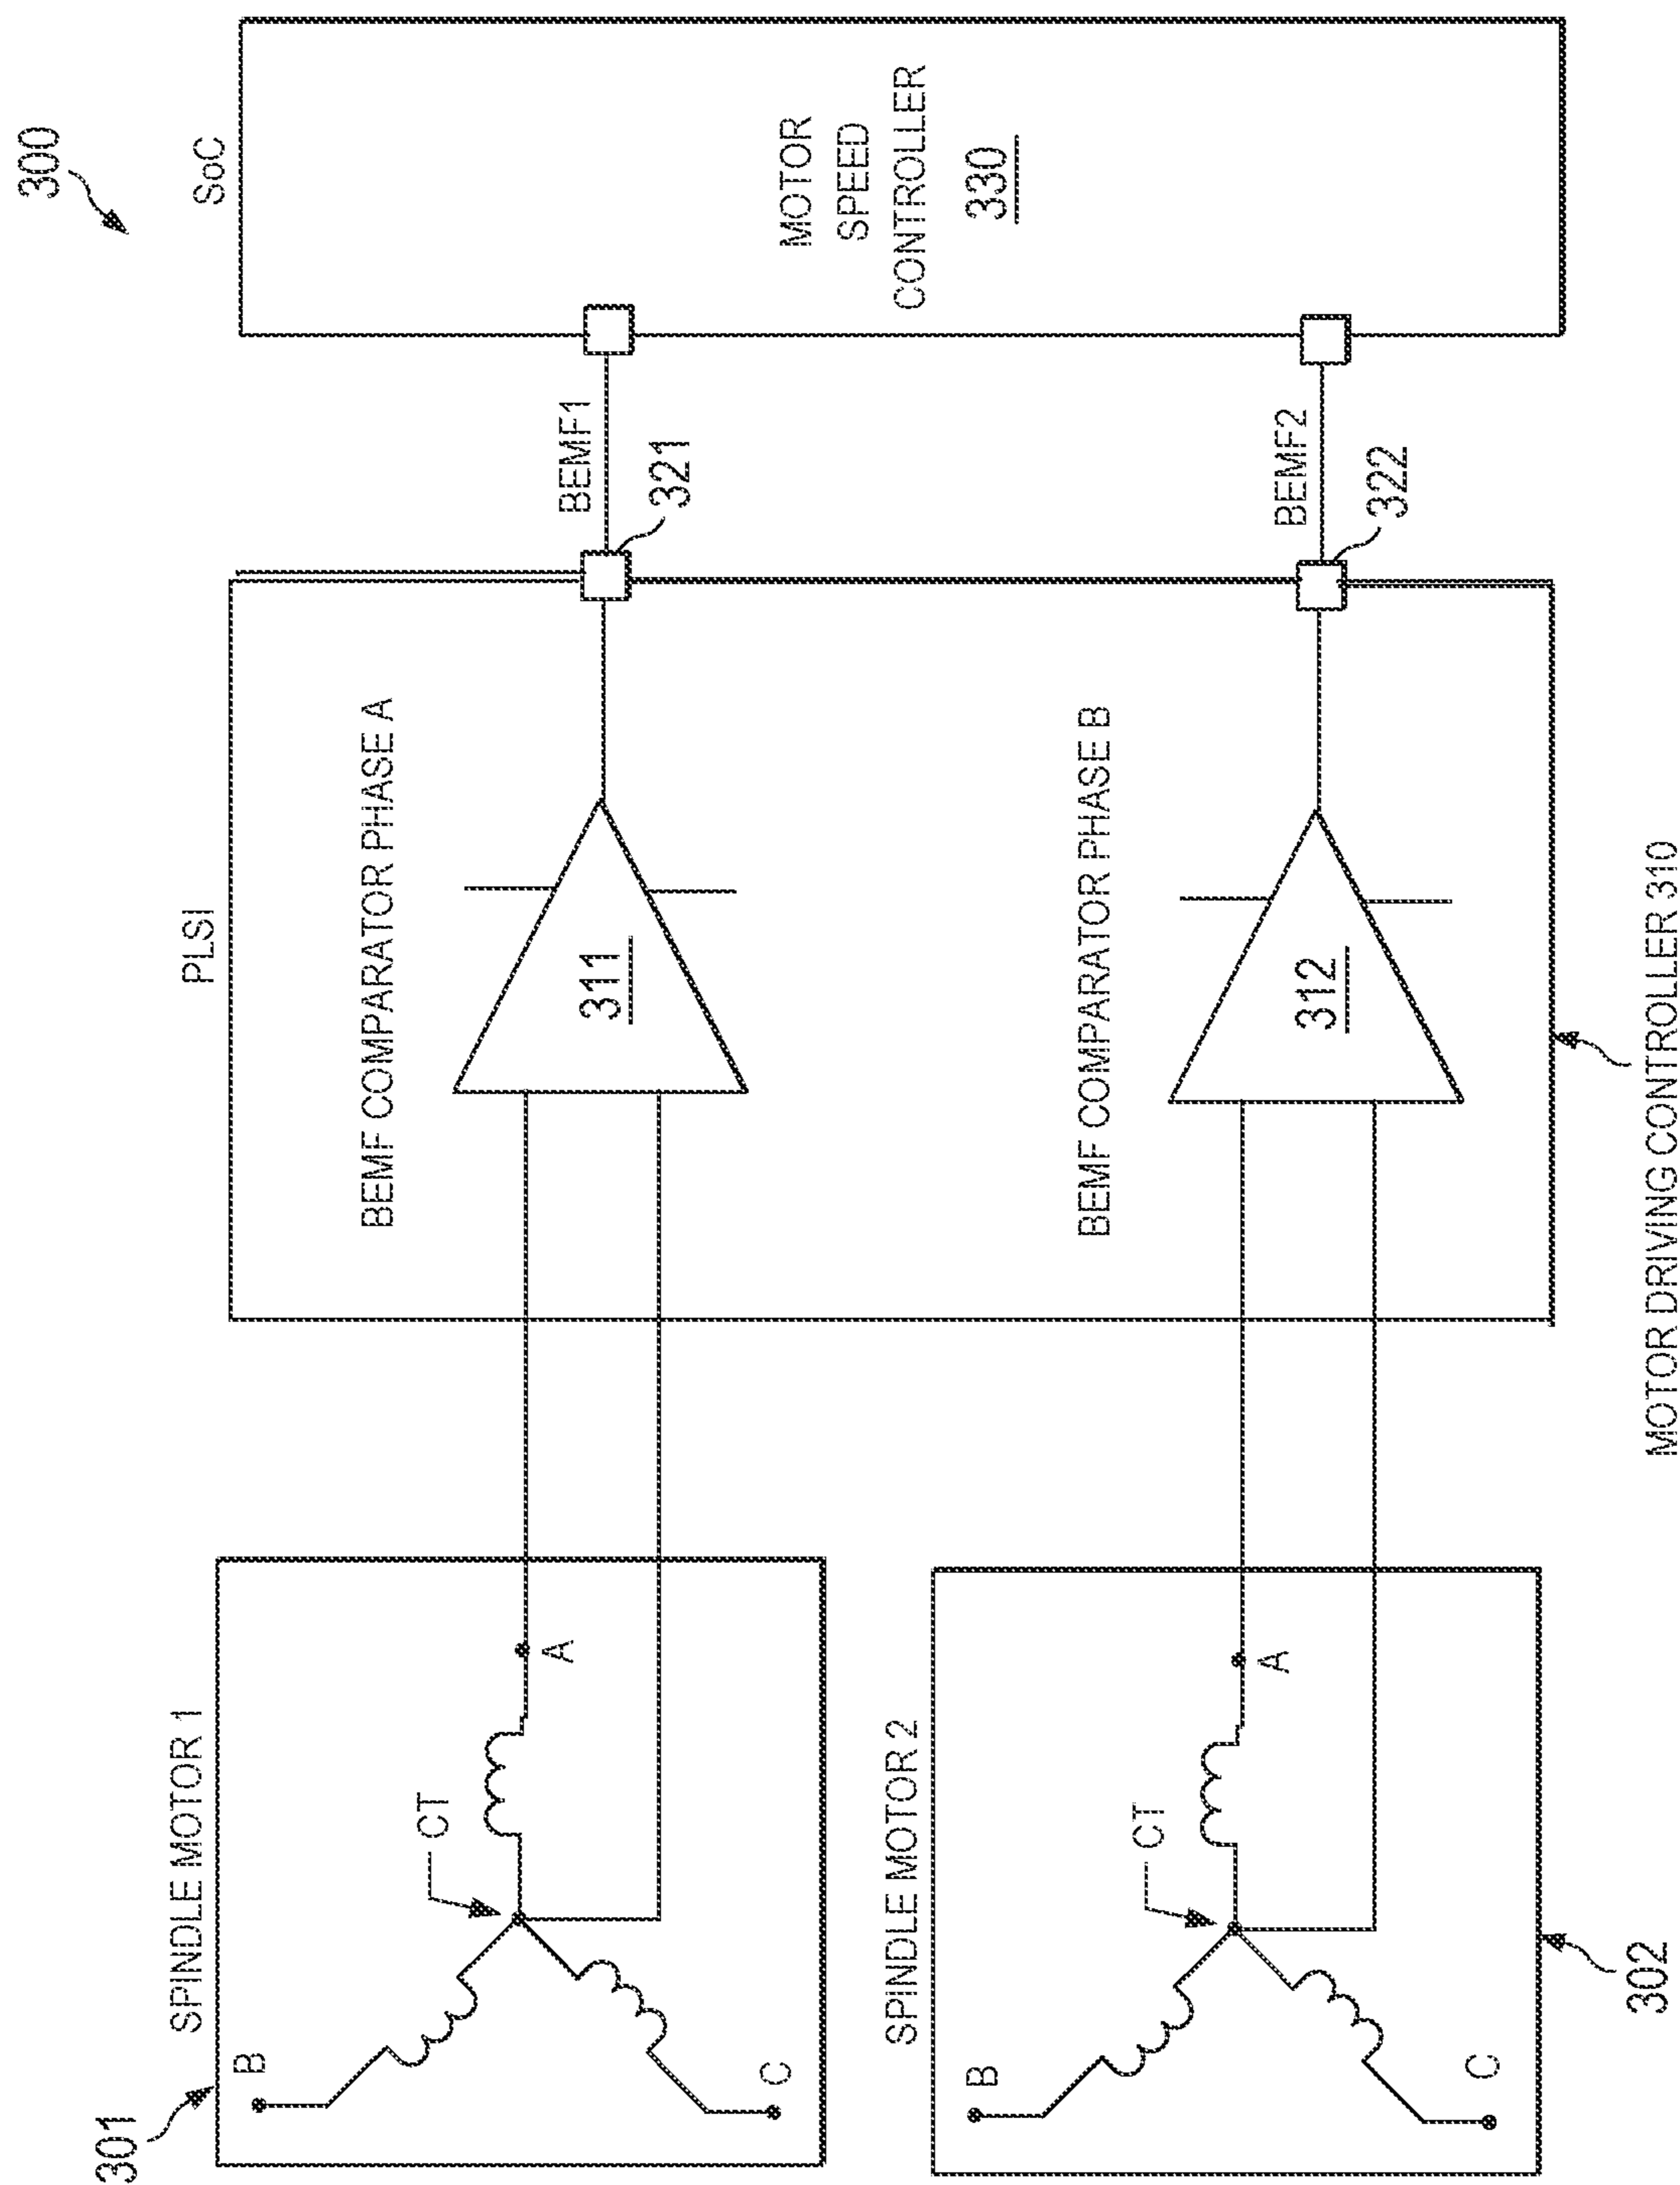 300
SPINDLE MOTOR 1
301
B
CT
A
C
PLSI
BEMF COMPARATOR PHASE A
311
BEMF1
321
SoC
MOTOR
SPEED
CONTROLLER
330
SPINDLE MOTOR 2
B
CT
A
C
302
BEMF COMPARATOR PHASE B
312
BEMF2
322
MOTOR DRIVING CONTROLLER 310